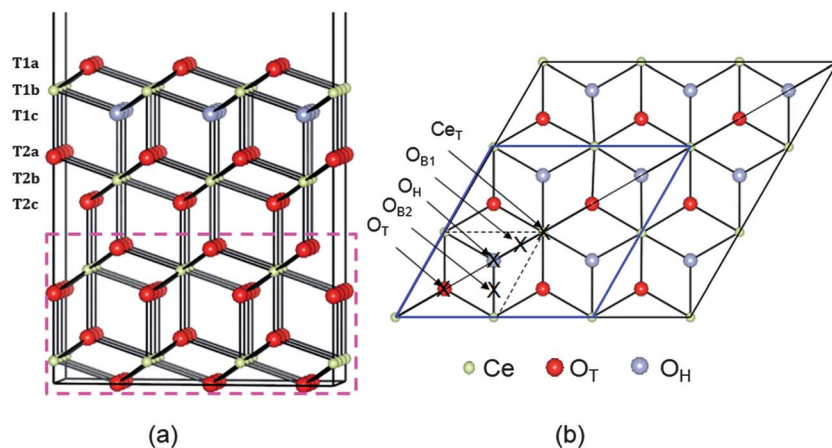 T1a
T1b
T1c
T2a
T2b
T2c
CeT
OB1
OH
OB2
OT
X
X
X
X
X
Ce
OT
OH
(a)
(b)